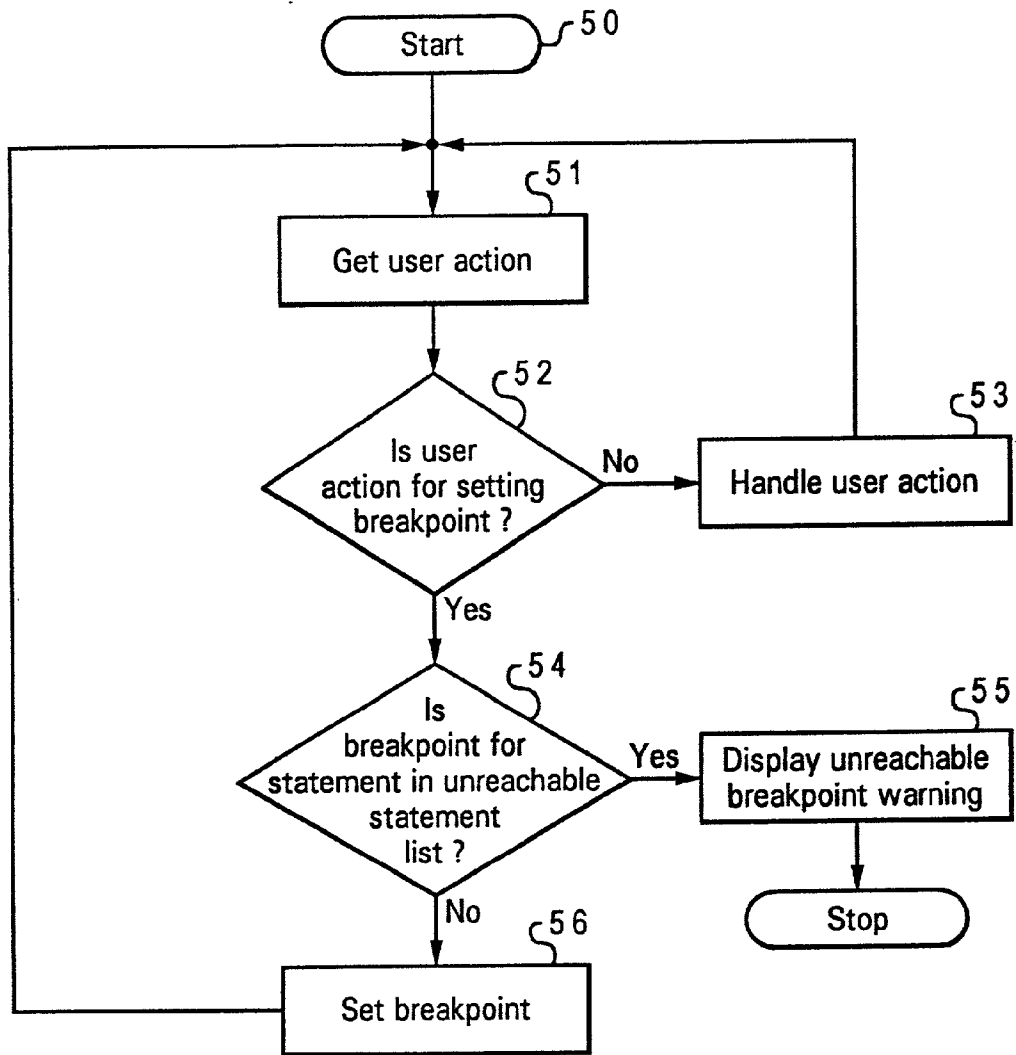 Start
50
51
Get user action
52
Is user
action for setting
breakpoint ?
No
53
Handle user action
Yes
54
Is
breakpoint for
statement in unreachable
statement
list ?
Yes
55
Display unreachable
breakpoint warning
Stop
No
56
Set breakpoint